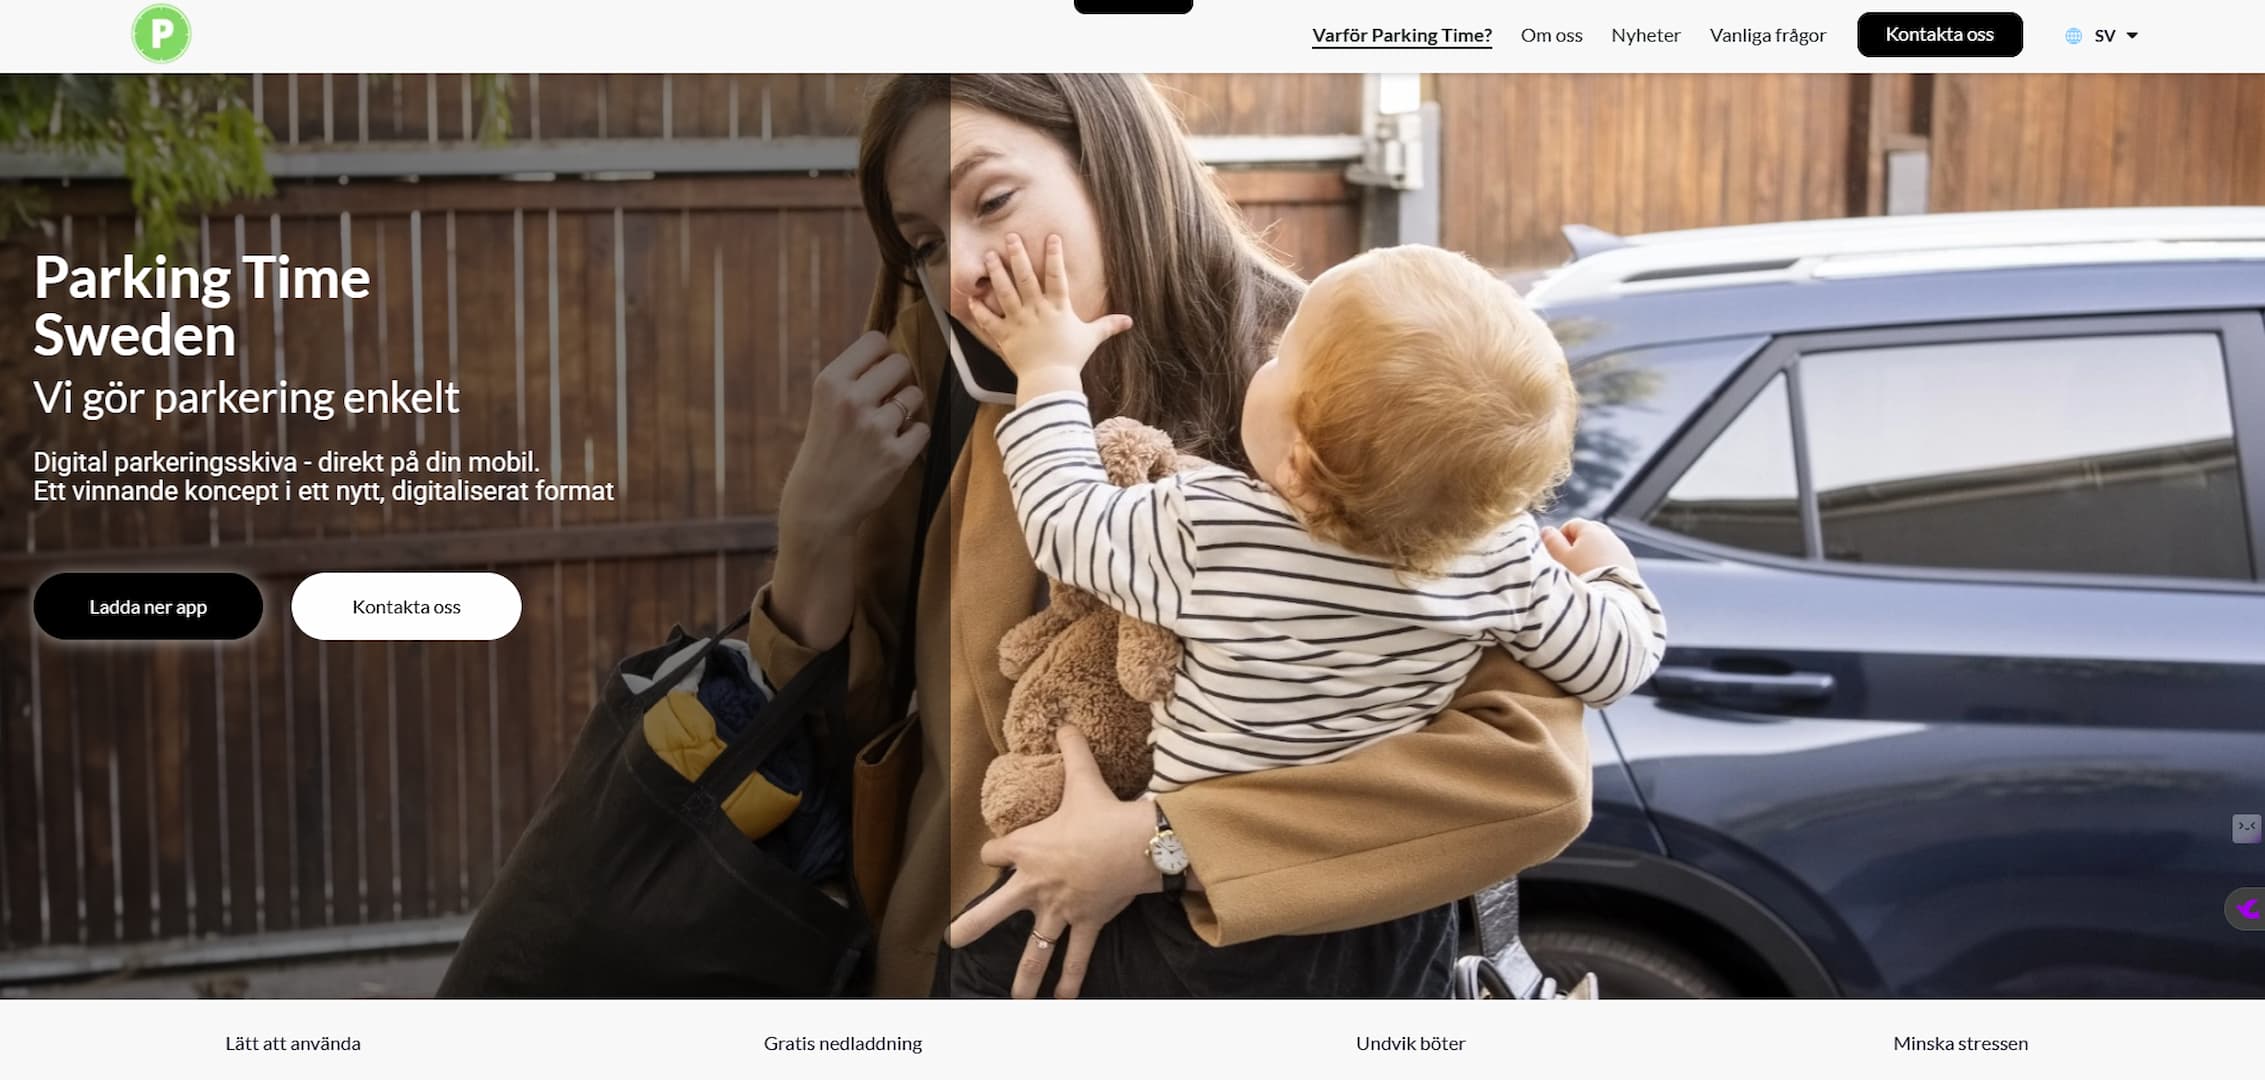 P
Varför Parking Time?
Om oss
Nyheter
Vanliga frågor
Kontakta oss
SV
Parking Time
Sweden
Vi gör parkering enkelt
Digital parkeringsskiva - direkt på din mobil.
Ett vinnande koncept i ett nytt, digitaliserat format
Ladda ner app
Kontakta oss
Lätt att använda
Gratis nedladdning
Undvik böter
Minska stressen